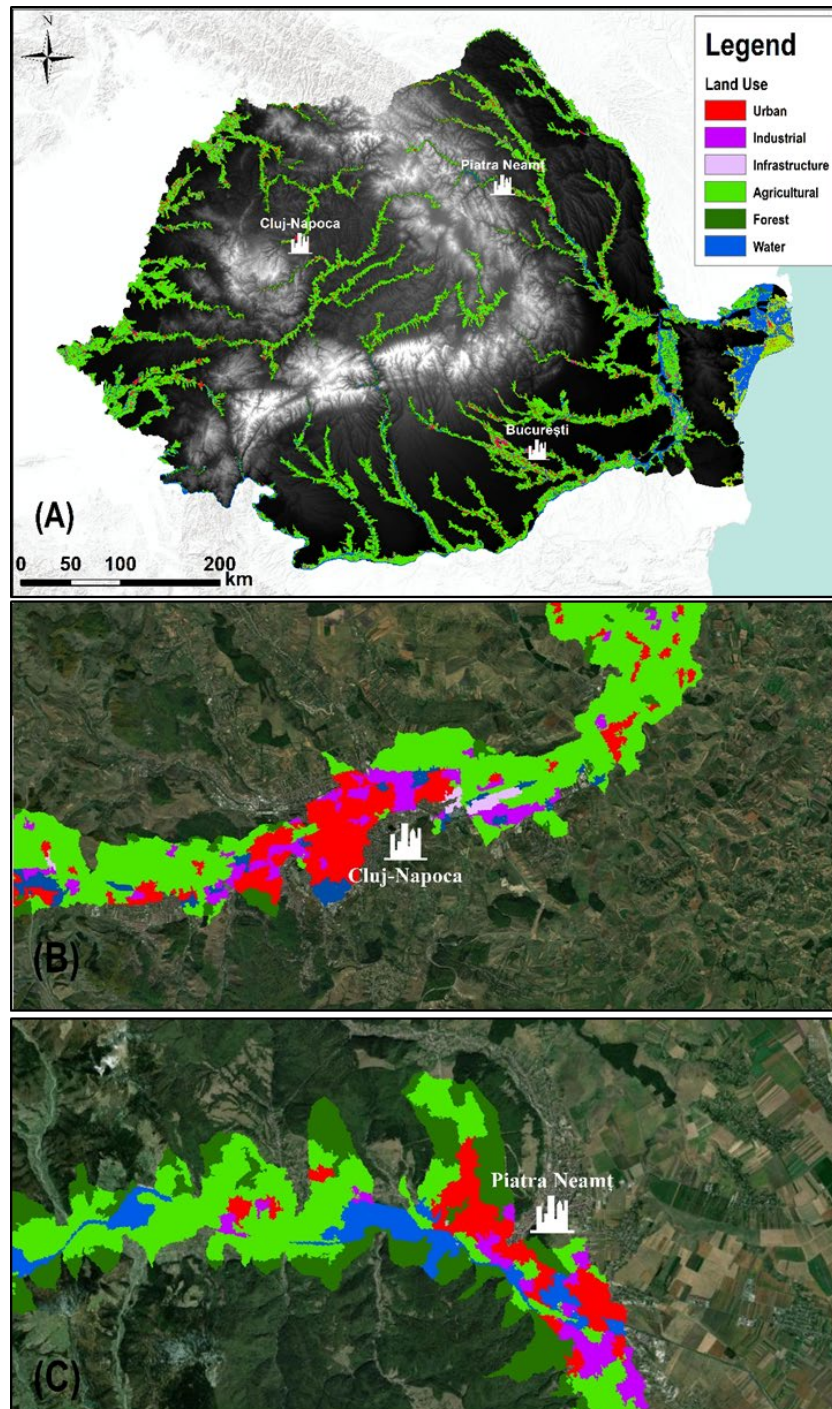 N
Legend
Land Use
Urban
Industrial
Infrastructure
Agricultural
Forest
Water
Piatra Neamț
Cluj-Napoca
București
(A)
0 50 100 200
km
Cluj-Napoca
(B)
Piatra Neamț
(C)